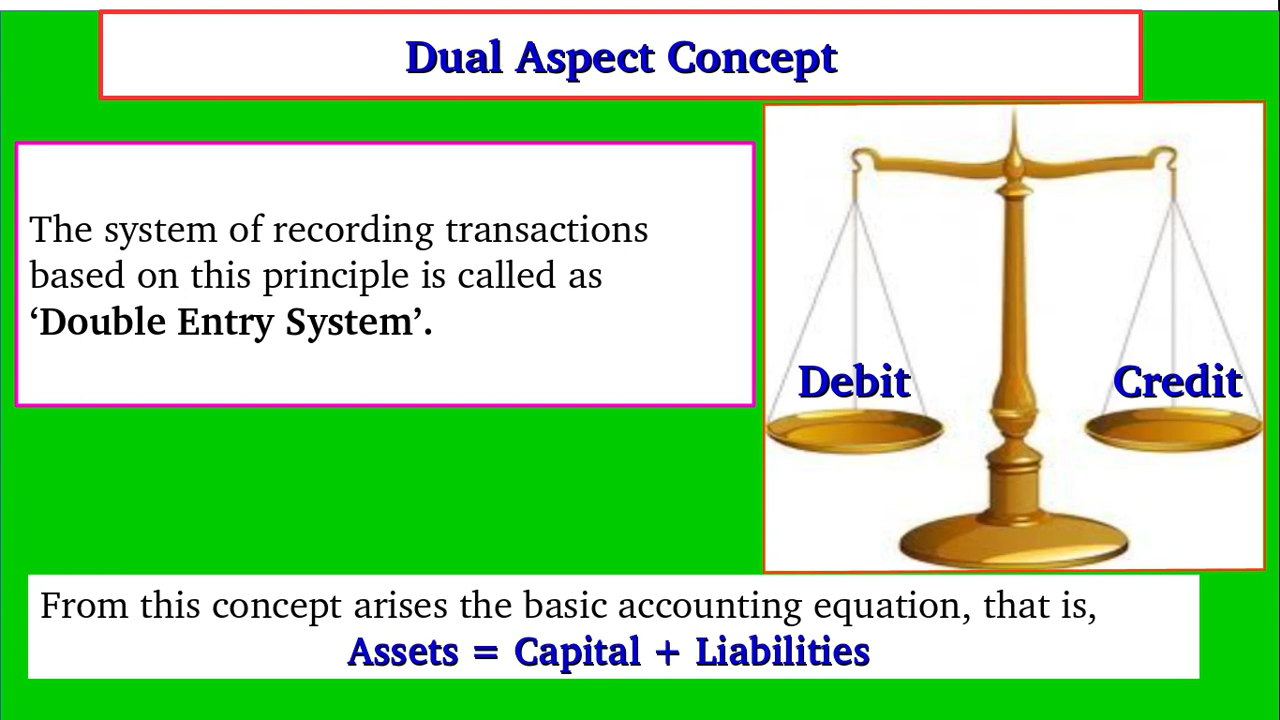 Dual Aspect Concept
The system of recording transactions
based on this principle is called as
‘Double Entry System’.
Debit
Credit
From this concept arises the basic accounting equation, that is,
Assets = Capital + Liabilities